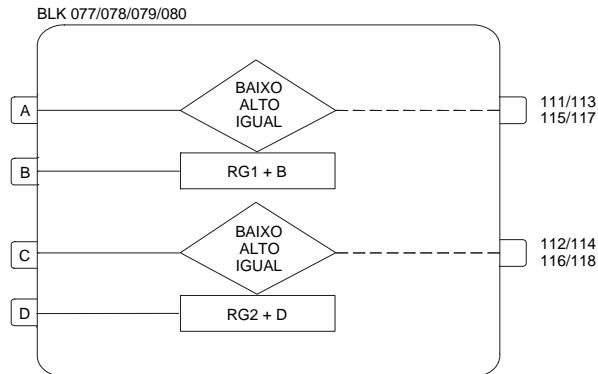 BLK 077/078/079/080
A
BAIXO
ALTO
IGUAL
111/113
115/117
B
RG1 + B
C
BAIXO
ALTO
IGUAL
112/114
116/118
D
RG2 + D